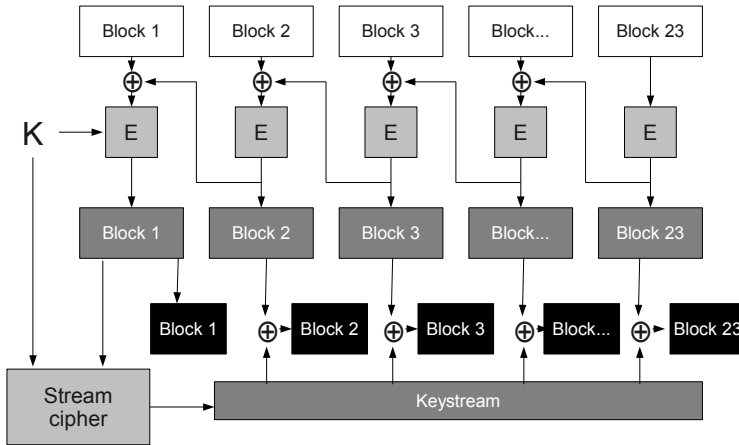 Block 1
Block 2
Block 3
Block...
Block 23
K
E
E
E
E
E
Block 1
Block 2
Block 3
Block...
Block 23
Block 1
Block 2
Block 3
Block...
Block 23
Stream
cipher
Keystream